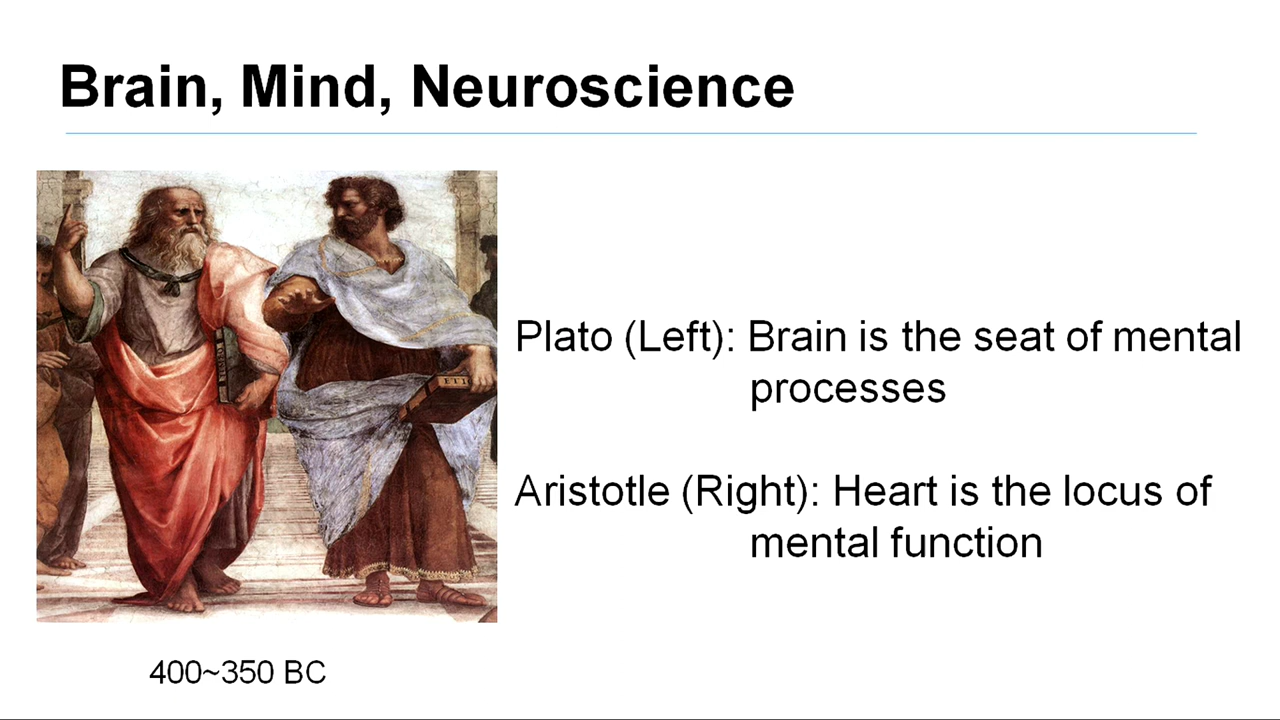 Brain, Mind, Neuroscience
Plato (Left): Brain is the seat of mental
processes
Aristotle (Right): Heart is the locus of
mental function
400~350 BC